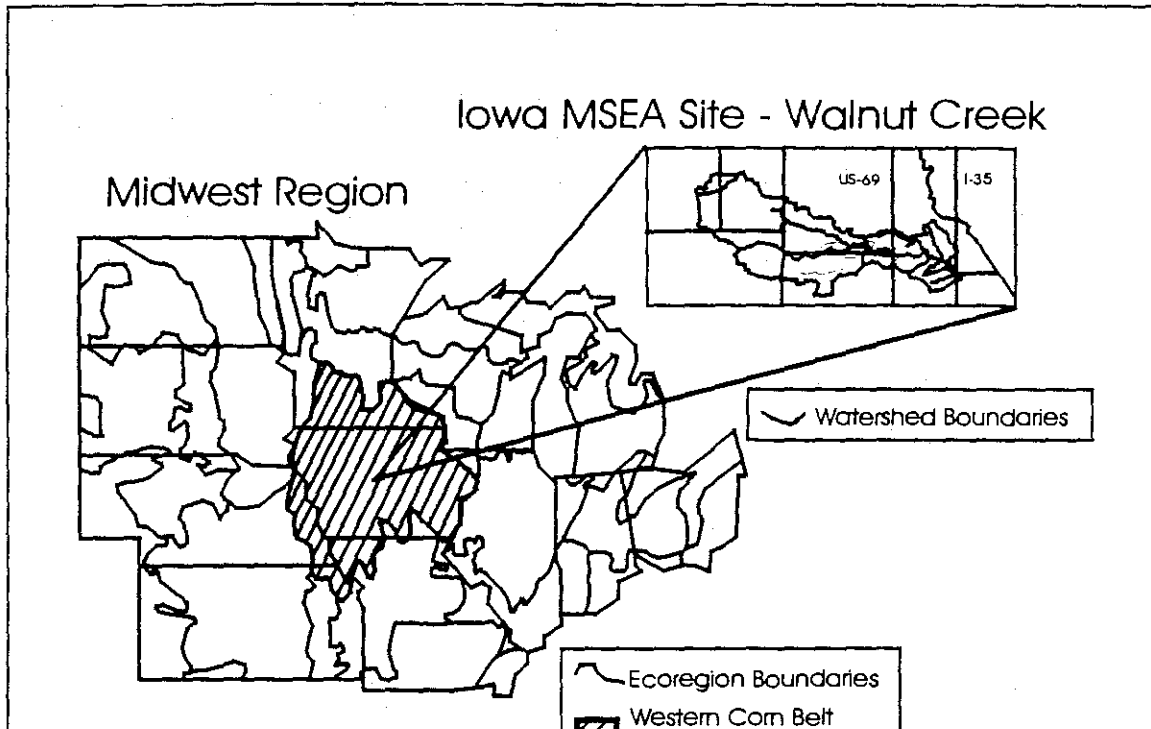 Iowa MSEA Site - Walnut Creek
US-69
I-35
Midwest Region
Watershed Boundaries
Ecoregion Boundaries
Western Corn Belt